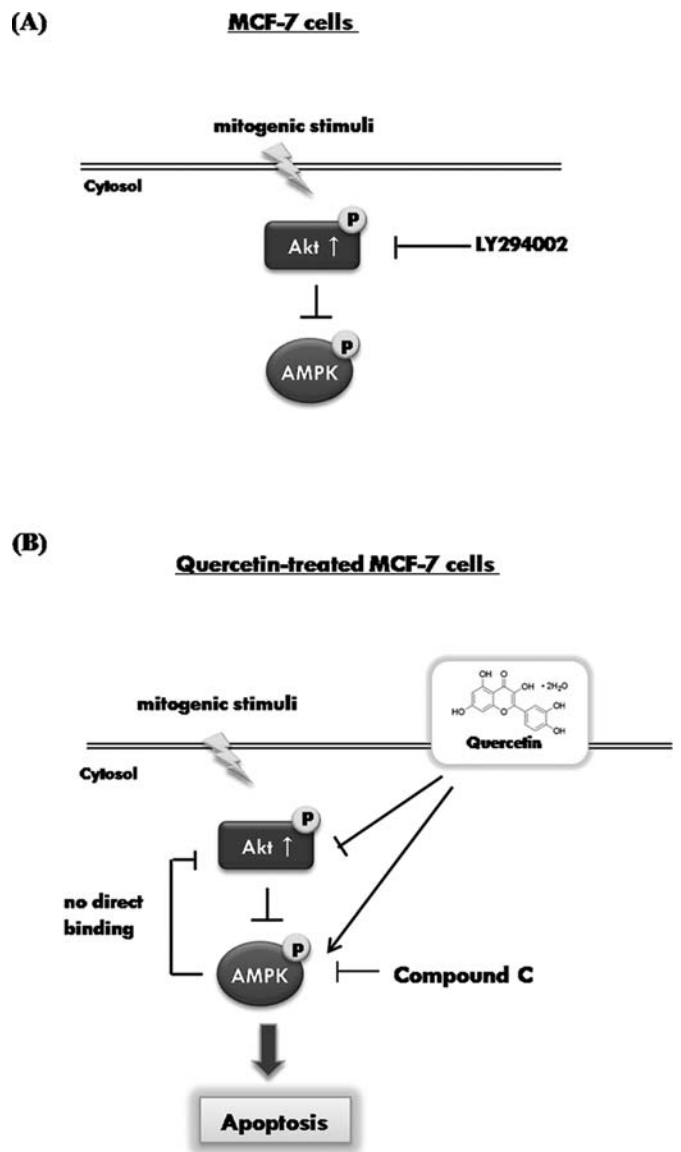 (A)
MCF-7 cells
mitogenic stimuli
Cytosol
P
Akt ↑
LY294002
P
AMPK
(B)
Quercetin-treated MCF-7 cells
OH
O
OH
• 2H₂O
HO
O
OH
OH
Quercetin
mitogenic stimuli
Cytosol
P
Akt ↑
no direct
binding
P
AMPK
Compound C
Apoptosis